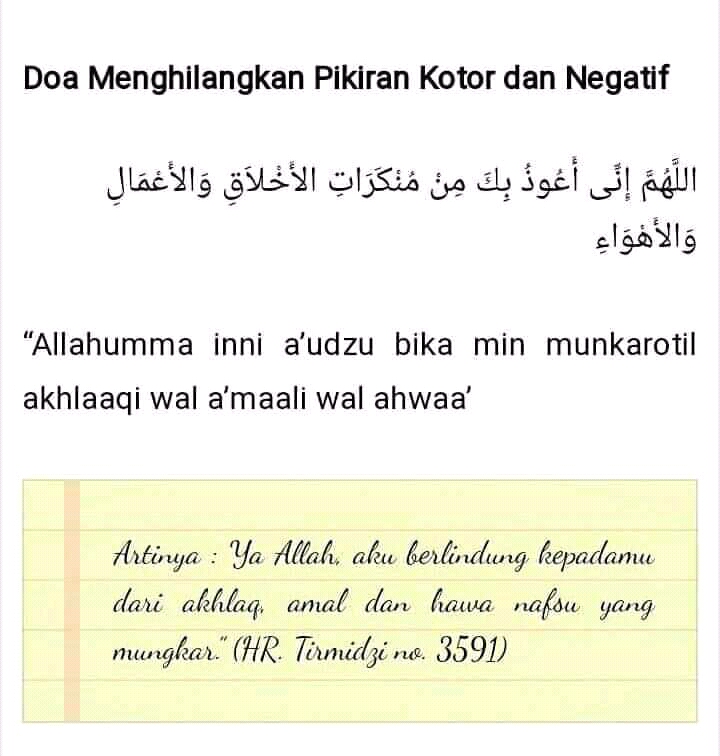 Doa Menghilangkan Pikiran Kotor dan Negatif
اللَّهُمَّ إِنِّى أَعُوذُ بِكَ مِنْ مُنْكَرَاتِ الأَخْلاَقِ وَالأَعْمَالِ
وَالأَهْوَاءِ
“Allahumma inni a’udzu bika min munkarotil
akhlaaqi wal a’maali wal ahwaa’
Artinya : Ya Allah, aku berlindung kepadamu
dari akhlaq, amal dan hawa nafsu yang
mungkar.” (HR. Tirmidzi no. 3591)